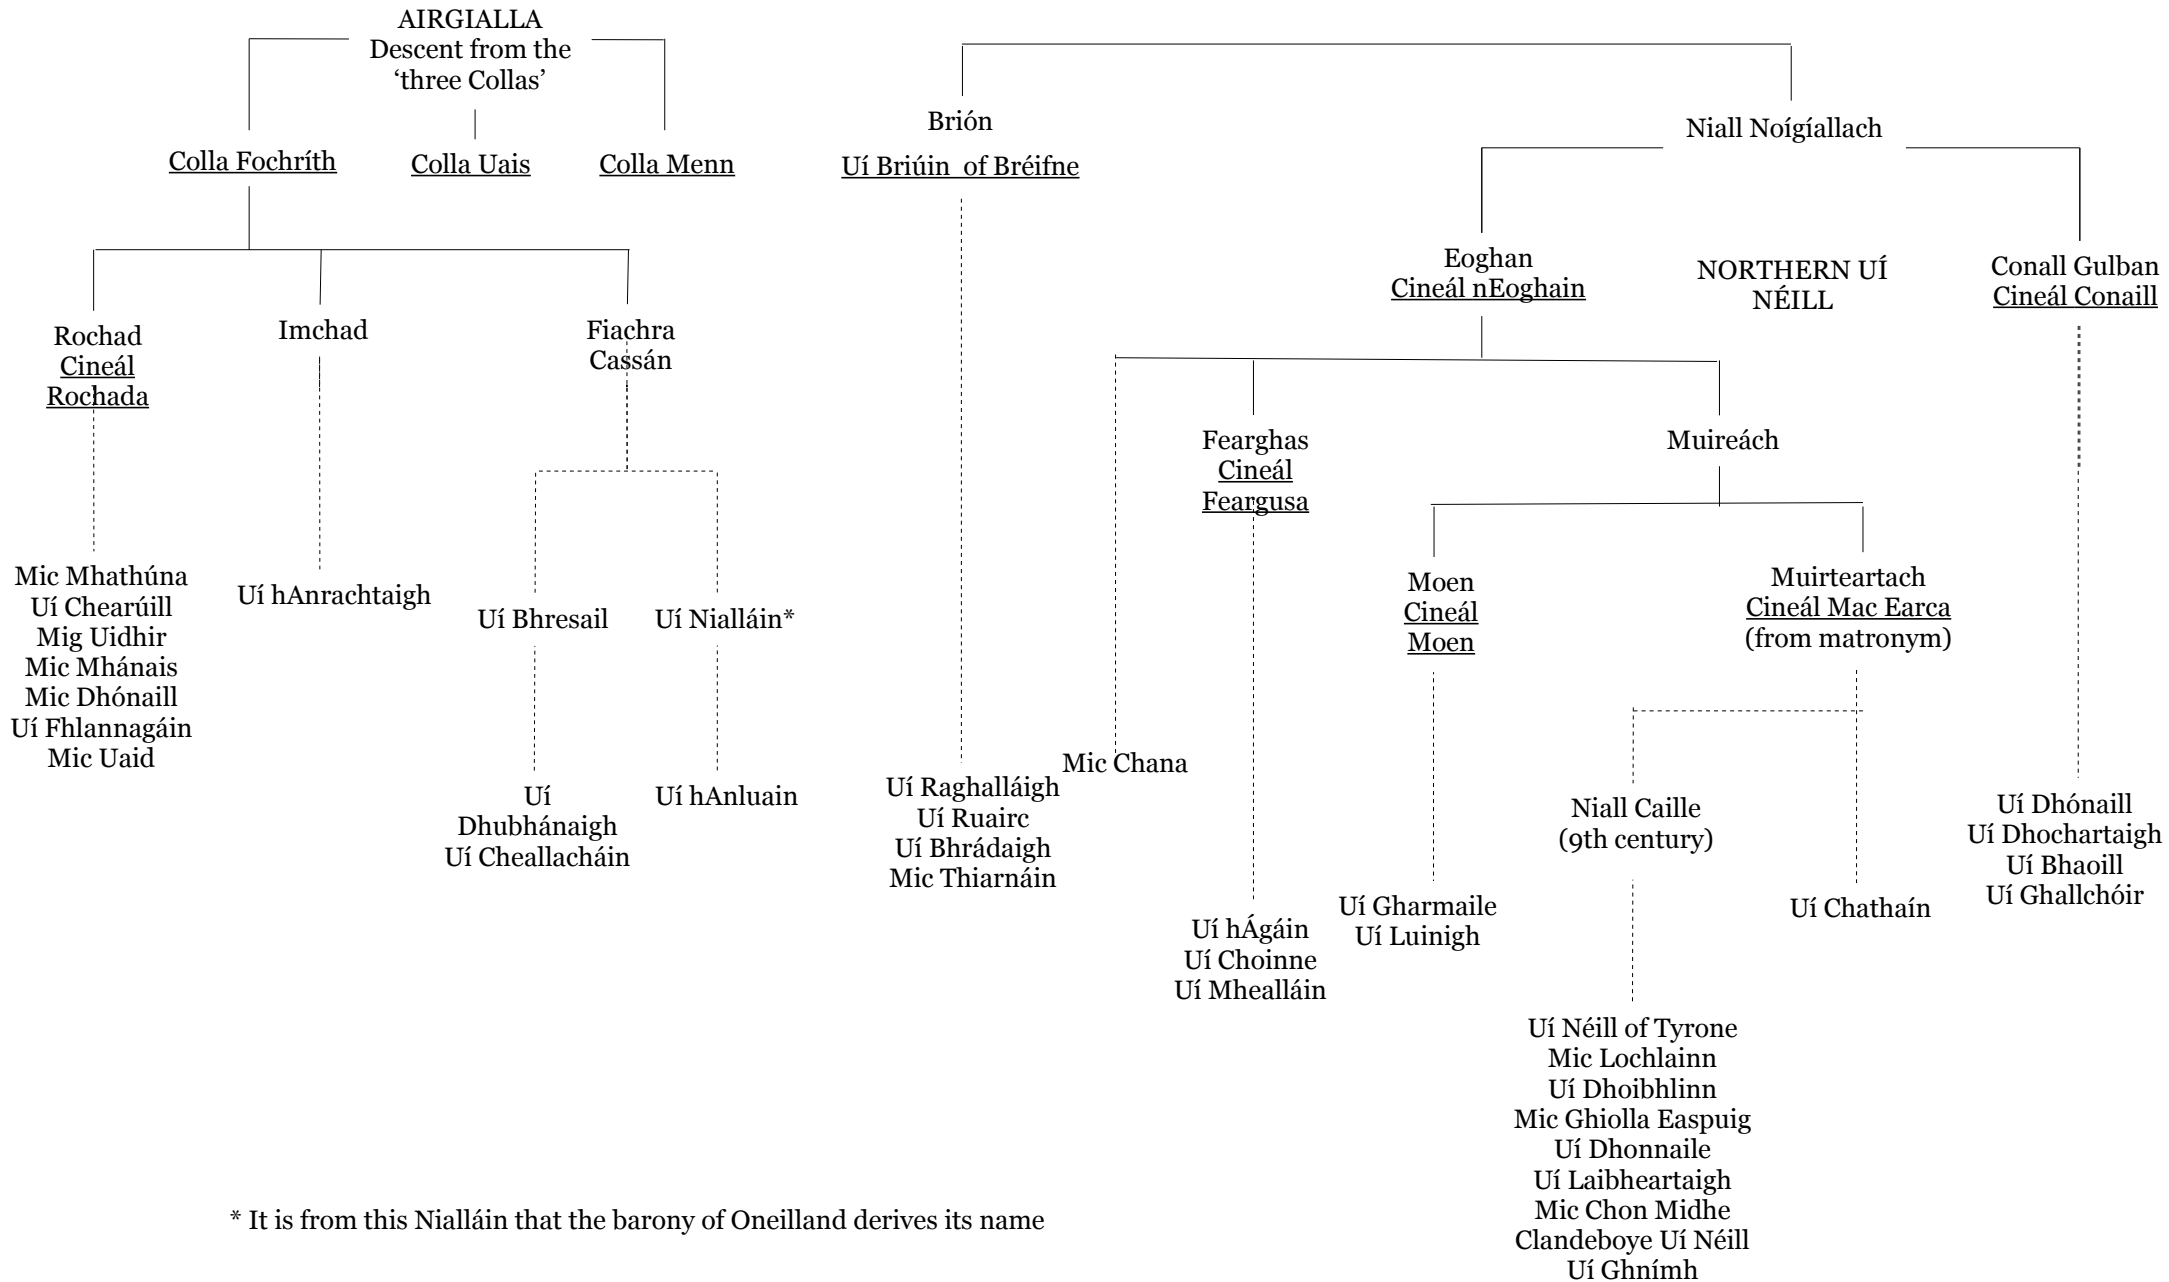 AIRGIALLA
Descent from the
‘three Collas’
Colla Fochríth
Colla Uais
Colla Menn
Rochad
Cineál
Rochada
Imchad
Fiachra
Cassán
Mic Mhathúna
Uí Chearúill
Mig Uidhir
Mic Mhánais
Mic Dhónaill
Uí Fhlannagáin
Mic Uaid
Uí hAnrachtaigh
Uí Bhresail
Uí Nialláin*
Uí
Dhubhánaigh
Uí Cheallacháin
Uí hAnluain
Brión
Uí Briúin of Bréifne
Uí Raghalláigh
Uí Ruairc
Uí Bhrádaigh
Mic Thiarnáin
Niall Noígíallach
Eoghan
Cineál nEoghain
NORTHERN UÍ
NÉILL
Conall Gulban
Cineál Conaill
Mic Chana
Fearghas
Cineál
Feargusa
Uí hÁgáin
Uí Choinne
Uí Mhealláin
Muireách
Moen
Cineál
Moen
Uí Gharmaile
Uí Luinigh
Muirteartach
Cineál Mac Earca
(from matronym)
Niall Caille
(9th century)
Uí Chathaín
Uí Néill of Tyrone
Mic Lochlainn
Uí Dhoibhlinn
Mic Ghiolla Easpuig
Uí Dhonnaile
Uí Laibheartaigh
Mic Chon Midhe
Clandeboye Uí Néill
Uí Ghnímh
Uí Dhónaill
Uí Dhochartaigh
Uí Bhaoill
Uí Ghallchóir
* It is from this Nialláin that the barony of Oneilland derives its name